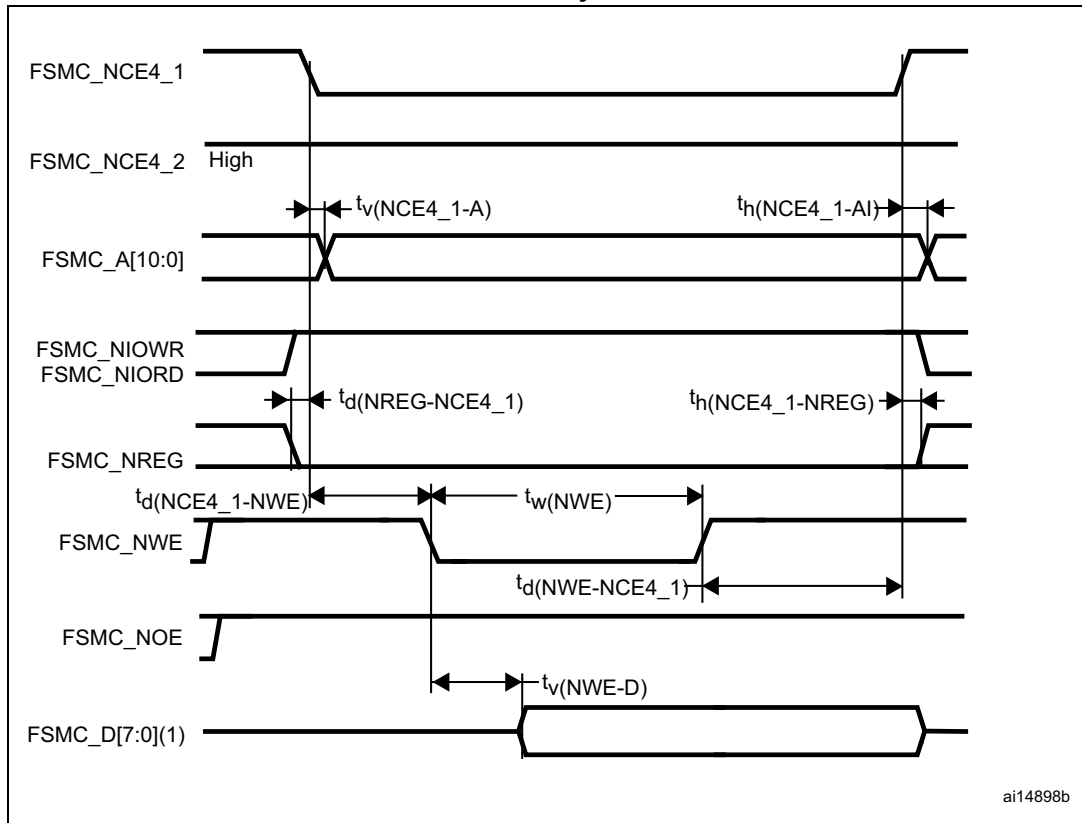 FSMC_NCE4_1
FSMC_NCE4_2 High
tv(NCE4_1-A) th(NCE4_1-AI)
FSMC_A[10:0]
FSMC_NIOWR
FSMC_NIORD
td(NREG-NCE4_1) th(NCE4_1-NREG)
FSMC_NREG
td(NCE4_1-NWE) tw(NWE)
FSMC_NWE
td(NWE-NCE4_1)
FSMC_NOE
tv(NWE-D)
FSMC_D[7:0](1)
ai14898b